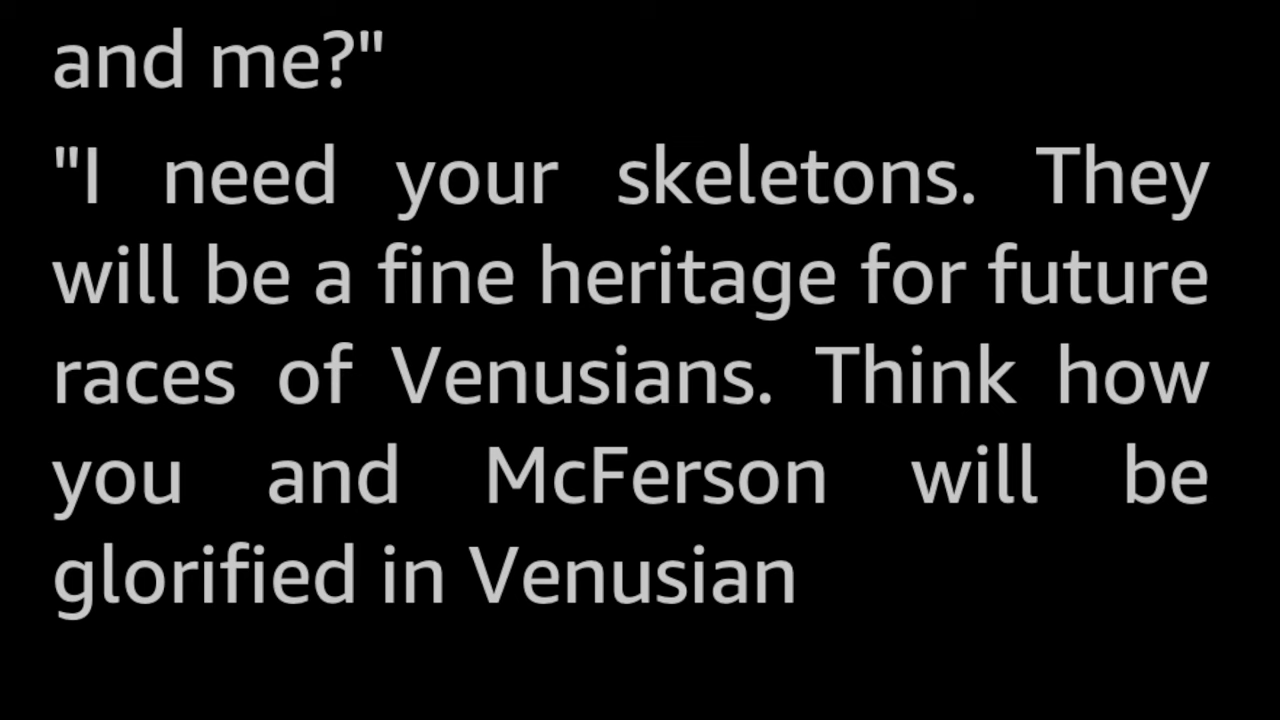 and me?"
"I need your skeletons. They
will be a fine heritage for future
races of Venusians. Think how
you and McFerson will be
glorified in Venusian